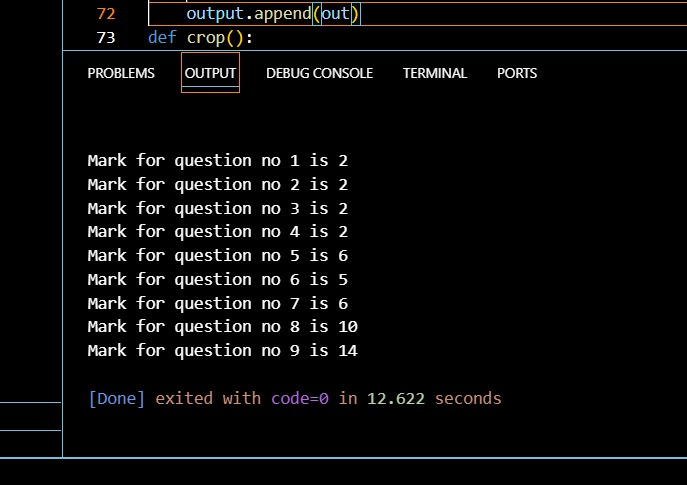 72 output.append(out)
73 def crop():
PROBLEMS OUTPUT DEBUG CONSOLE TERMINAL PORTS
Mark for question no 1 is 2
Mark for question no 2 is 2
Mark for question no 3 is 2
Mark for question no 4 is 2
Mark for question no 5 is 6
Mark for question no 6 is 5
Mark for question no 7 is 6
Mark for question no 8 is 10
Mark for question no 9 is 14
[Done] exited with code=0 in 12.622 seconds